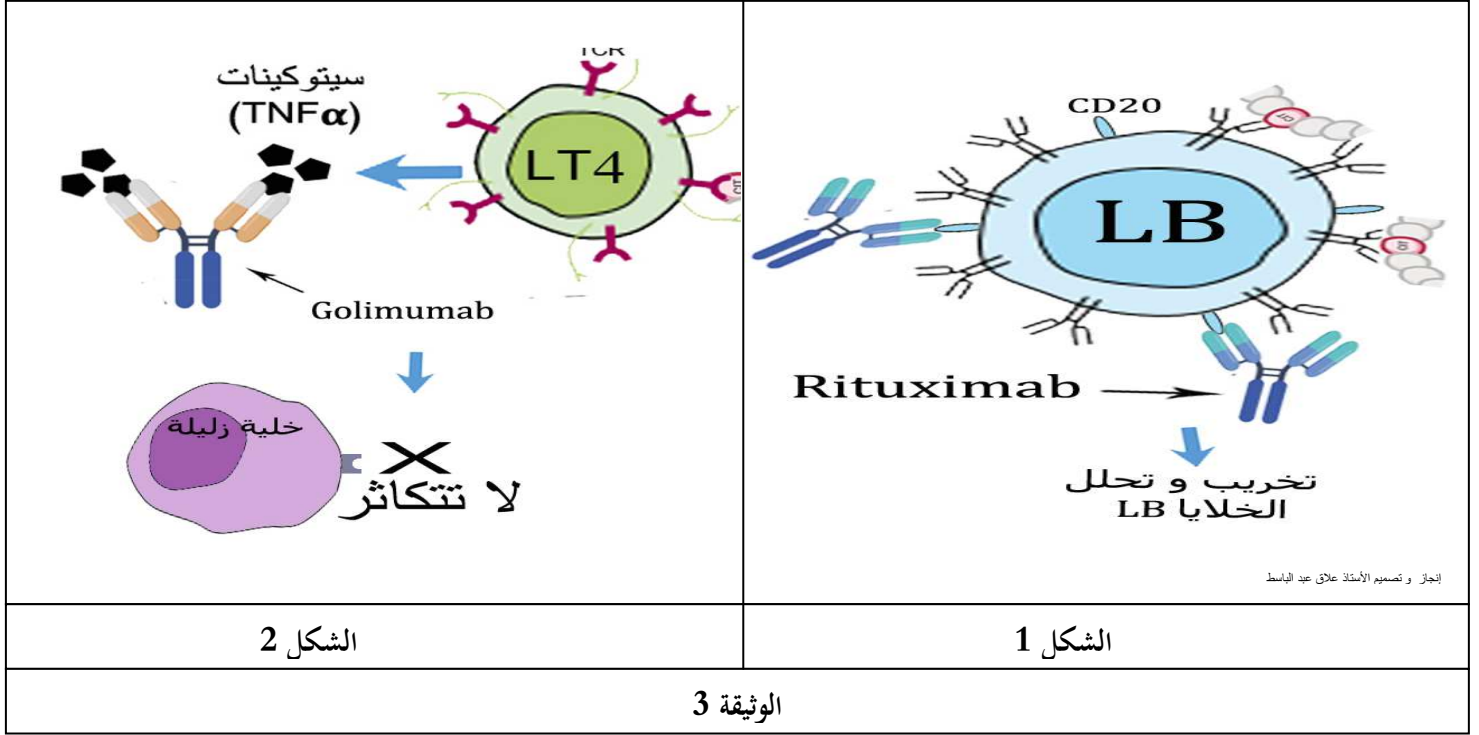 CD20
LB
Rituximab
تخريب و تحلل
الخلايا LB
إنجاز و تصميم الأستاذ علاق عبد الباسط
TCR
سيتوكينات
(TNFα)
LT4
Golimumab
خلية زليلة
لا تتكاثر
الشكل 1
الشكل 2
الوثيقة 3